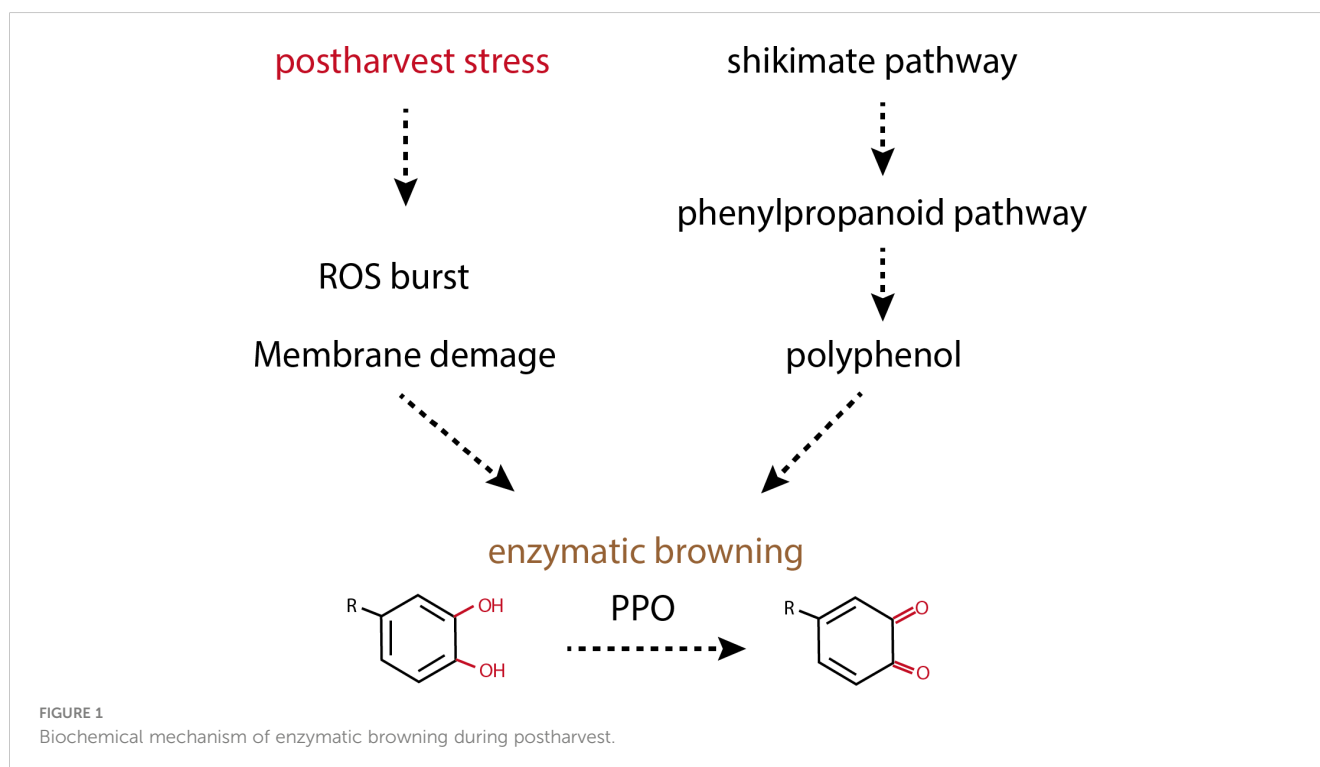 postharvest stress
shikimate pathway
phenylpropanoid pathway
ROS burst
Membrane demage
polyphenol
enzymatic browning
R
OH
OH
PPO
R
O
O
FIGURE 1
Biochemical mechanism of enzymatic browning during postharvest.